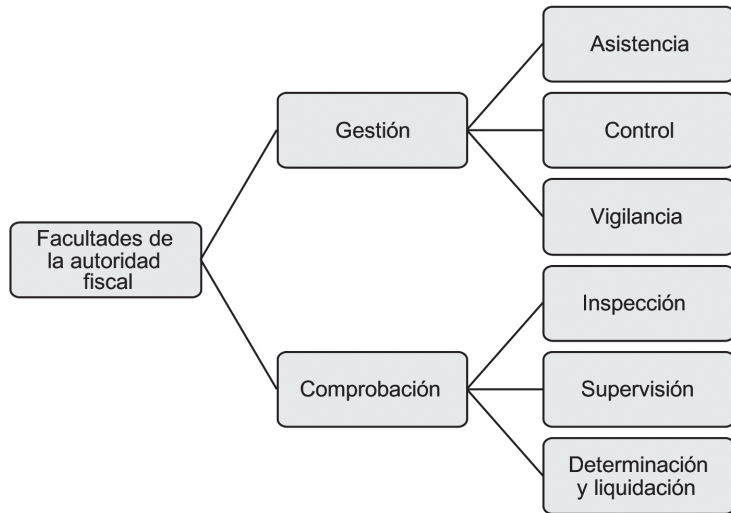 Facultades de
la autoridad
fiscal
Gestión
Asistencia
Control
Vigilancia
Comprobación
Inspección
Supervisión
Determinación
y liquidación